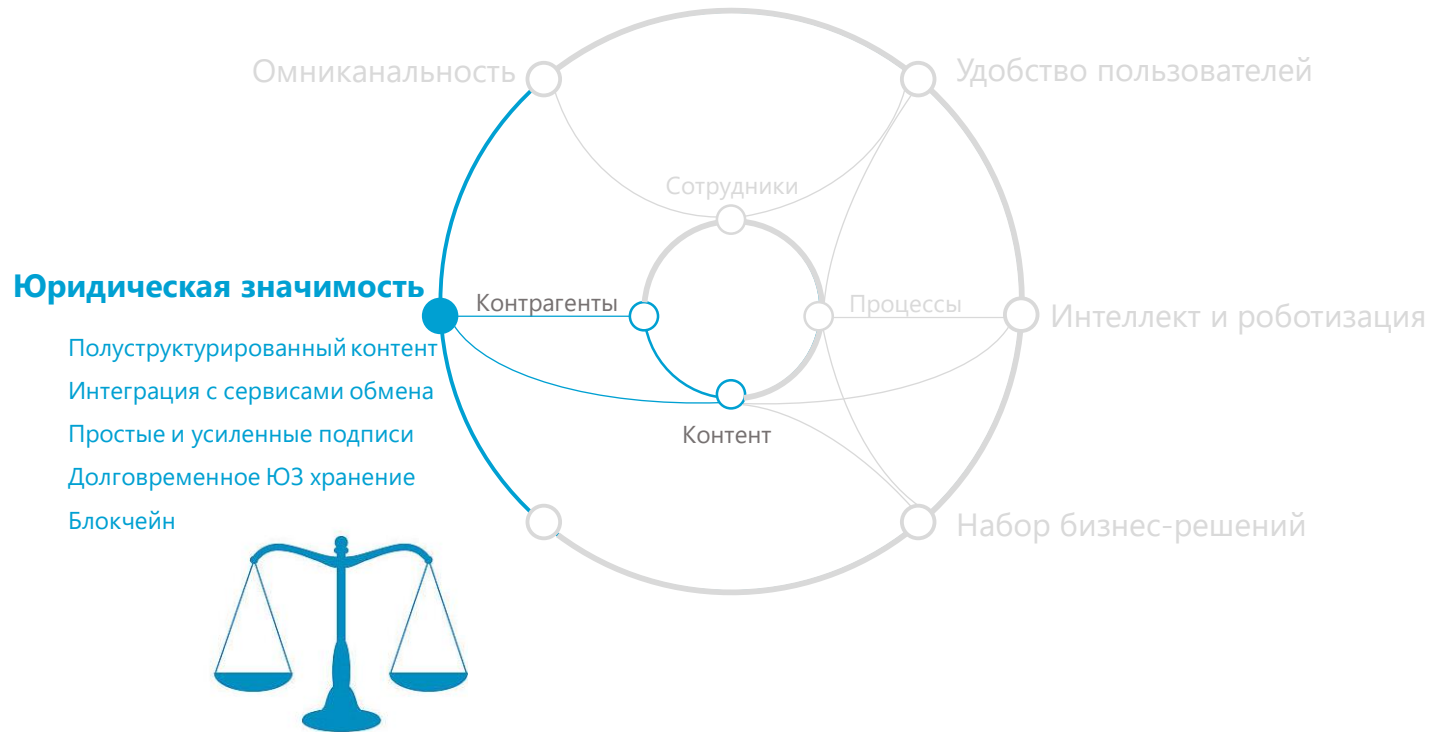 Омниканальность
Удобство пользователей
Сотрудники
Юридическая значимость
Контрагенты
Процессы
Интеллект и роботизация
Полуструктурированный контент
Интеграция с сервисами обмена
Простые и усиленные подписи
Контент
Долговременное ЮЗ хранение
Блокчейн
Набор бизнес-решений